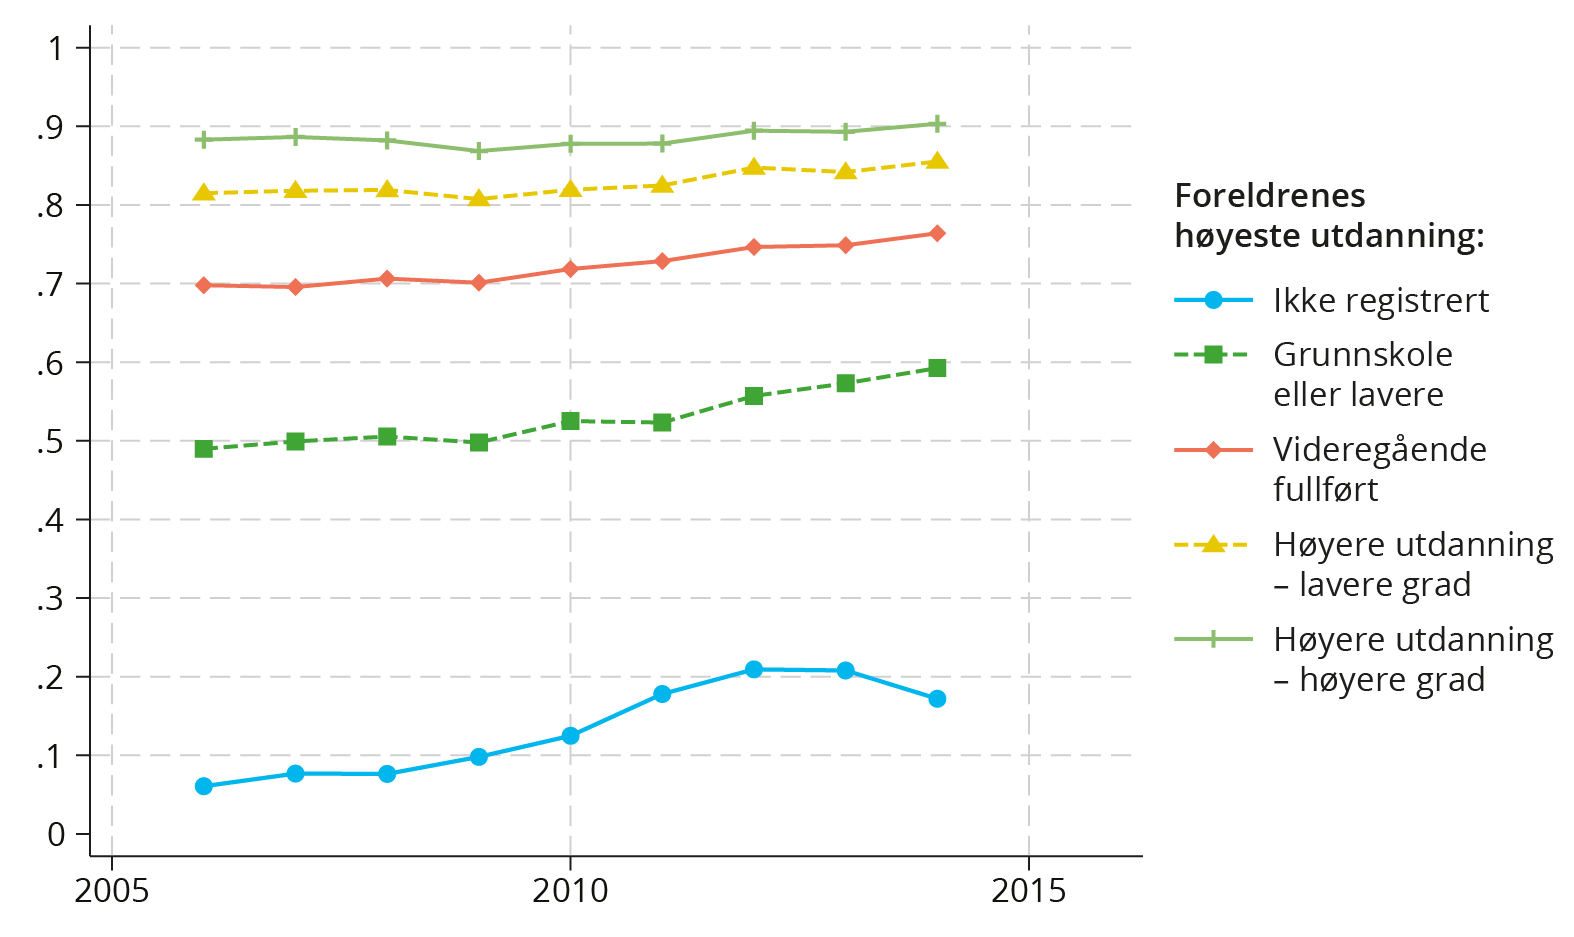 1
.9
.8
.7
.6
.5
.4
.3
.2
.1
0
2005
2010
2015
Foreldrenes
høyeste utdanning:
Ikke registrert
Grunnskole
eller lavere
Videregående
fullført
Høyere utdanning
– lavere grad
Høyere utdanning
– høyere grad